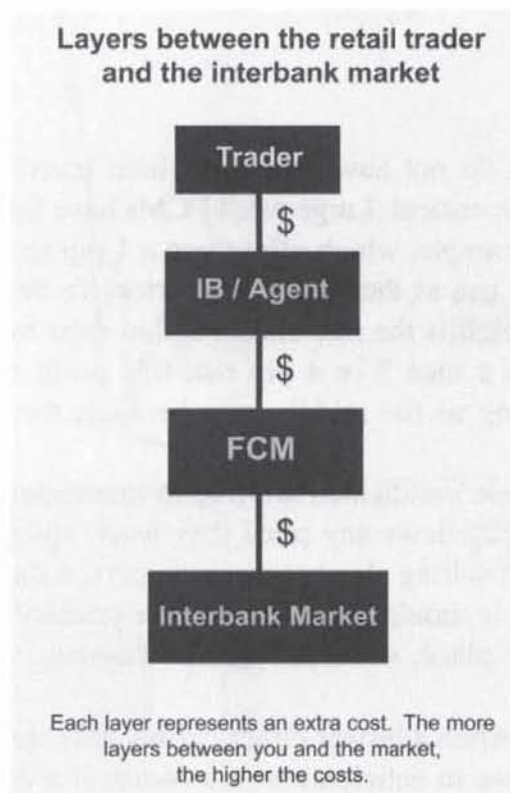 Layers between the retail trader
and the interbank market
Trader
$
IB / Agent
$
FCM
$
Interbank Market
Each layer represents an extra cost. The more
layers between you and the market,
the higher the costs.